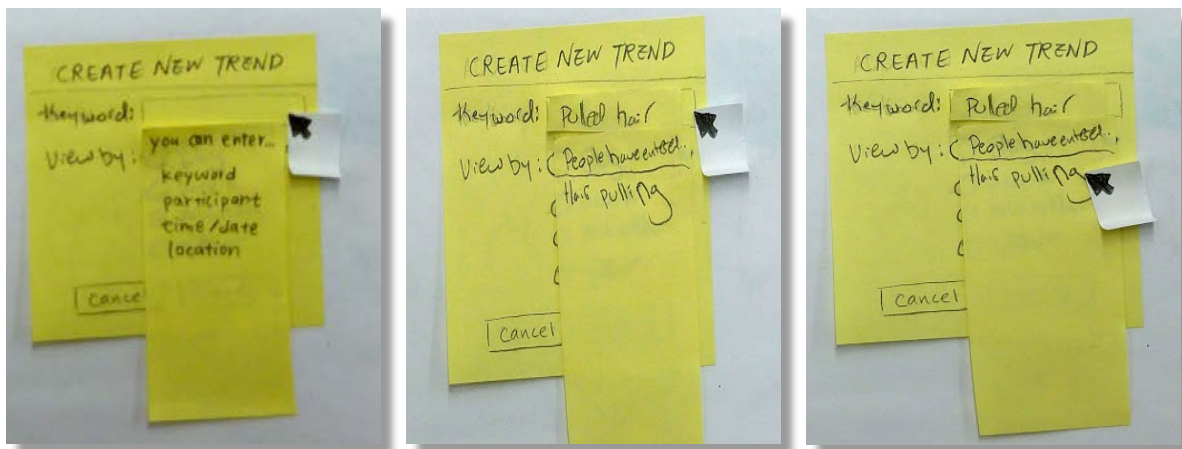 CREATE NEW TREND
Keyword:
you can enter...
View by:
keyword
participant
time/date
location
Cance
CREATE NEW TREND
Keyword: Pulled hair
View by: People have entered...
Hair pulling
Cancel
CREATE NEW TREND
Keyword: Pulled hair
View by: People have entered...
Hair pulling
Cancel